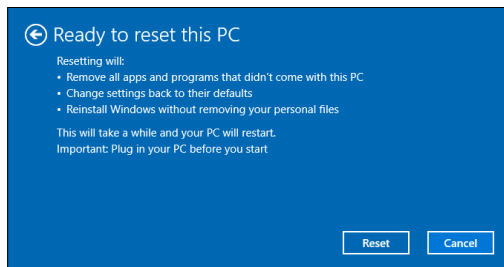 Ready to reset this PC
Resetting will:
• Remove all apps and programs that didn't come with this PC
• Change settings back to their defaults
• Reinstall Windows without removing your personal files
This will take a while and your PC will restart.
Important: Plug in your PC before you start
Reset Cancel